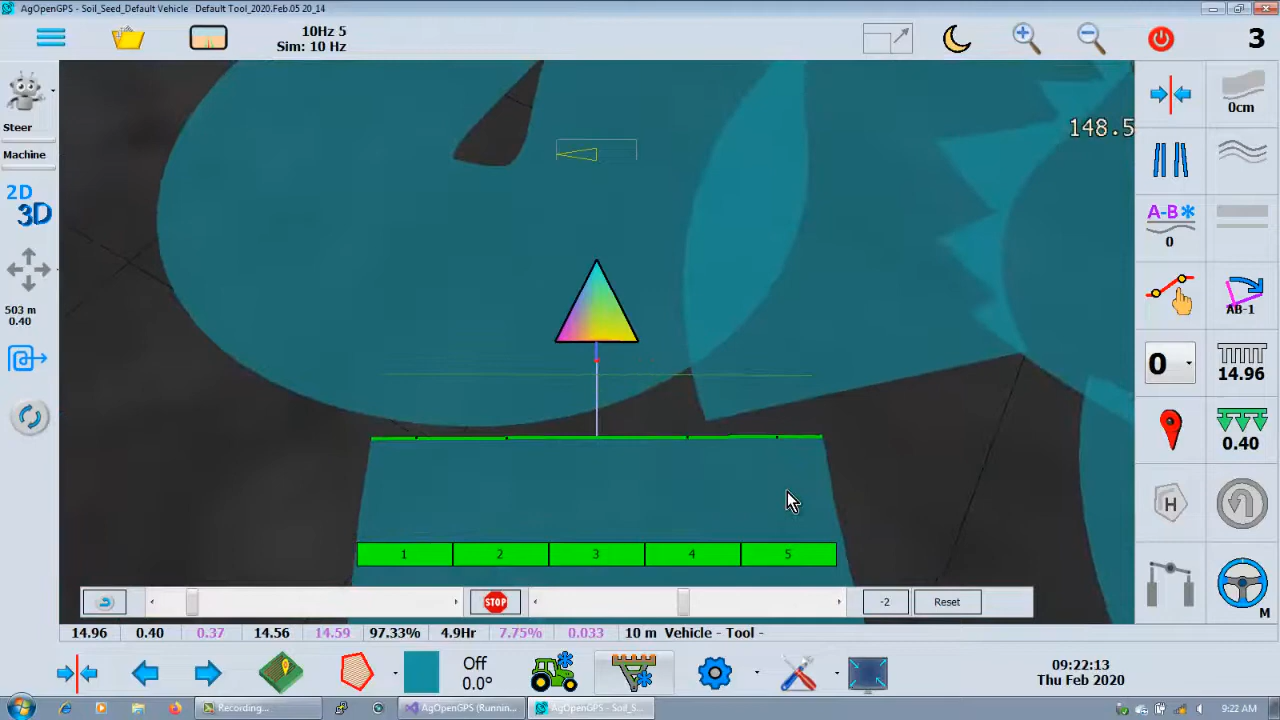 AgOpenGPS - Soil_Seed_Default Vehicle - Default Tool_2020.Feb.05 20_14
10Hz 5
Sim: 10 Hz
3
Steer
Machine
2D
3D
503 m
0.40
148.5
0cm
A-B*
0
AB-1
0
14.96
0.40
H
M
1 2 3 4 5
STOP
-2
Reset
14.96 0.40 0.37 14.56 14.59 97.33% 4.9Hr 7.75% 0.033 10 m Vehicle - Tool -
Off
0.0°
09:22:13
Thu Feb 2020
Recording...
AgOpenGPS (Runnin...
AgOpenGPS - Soil_S...
9:22 AM